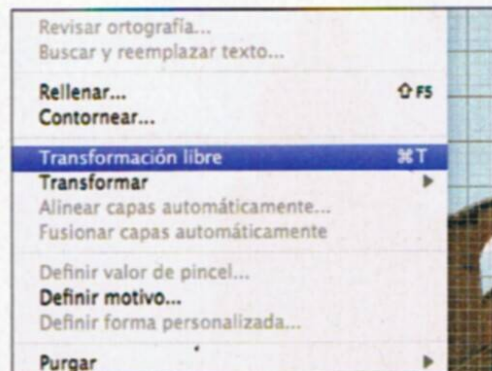 Revisar ortografía...
Buscar y reemplazar texto...
Rellenar... ⇧F5
Contornear...
Transformación libre ⌘T
Transformar ▶
Alinear capas automáticamente...
Fusionar capas automáticamente
Definir valor de pincel...
Definir motivo...
Definir forma personalizada...
Purgar ▶